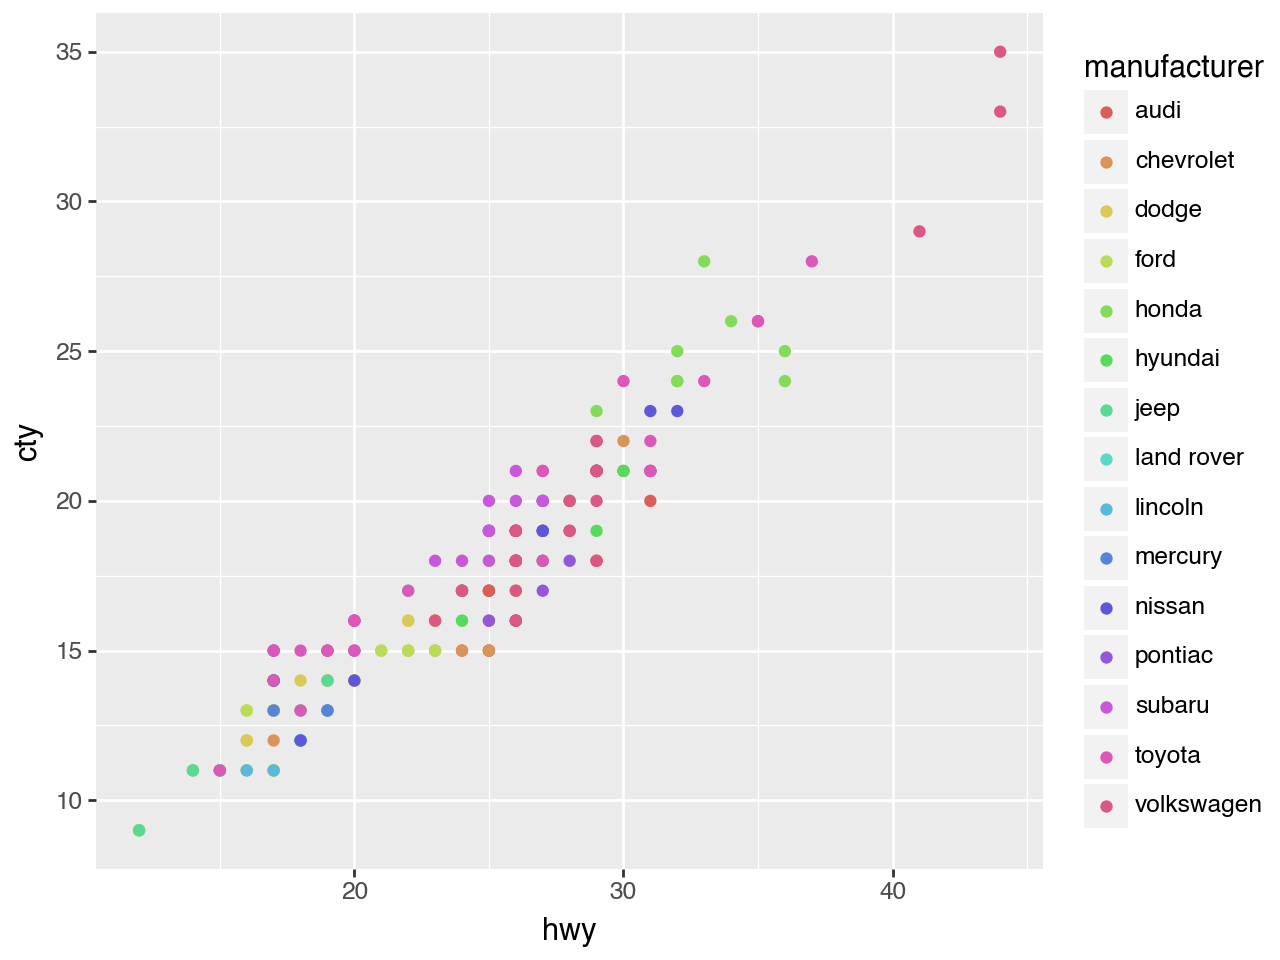 35
30
25
20
15
10
cty
20
30
40
hwy
manufacturer
audi
chevrolet
dodge
ford
honda
hyundai
jeep
land rover
lincoln
mercury
nissan
pontiac
subaru
toyota
volkswagen